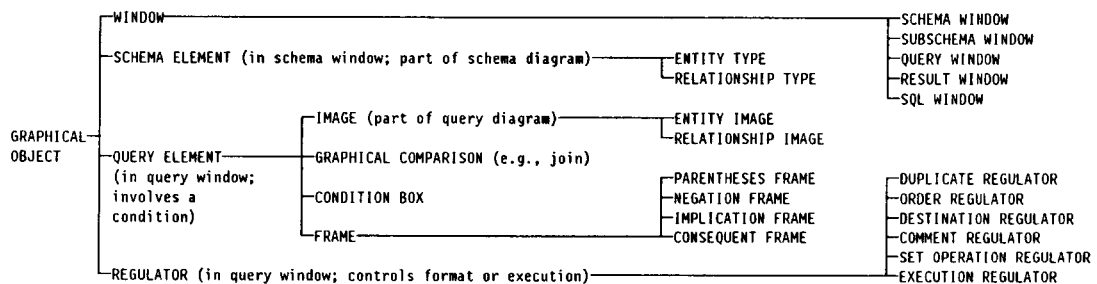 WINDOW SCHEMA WINDOW
SUBSCHEMA WINDOW
SCHEMA ELEMENT (in schema window; part of schema diagram) ENTITY TYPE QUERY WINDOW
RELATIONSHIP TYPE RESULT WINDOW
SQL WINDOW
IMAGE (part of query diagram) ENTITY IMAGE
GRAPHICAL RELATIONSHIP IMAGE
OBJECT QUERY ELEMENT GRAPHICAL COMPARISON (e.g., join)
(in query window; PARENTHESES FRAME DUPLICATE REGULATOR
involves a CONDITION BOX NEGATION FRAME ORDER REGULATOR
condition) IMPLICATION FRAME DESTINATION REGULATOR
FRAME CONSEQUENT FRAME COMMENT REGULATOR
SET OPERATION REGULATOR
REGULATOR (in query window; controls format or execution) EXECUTION REGULATOR